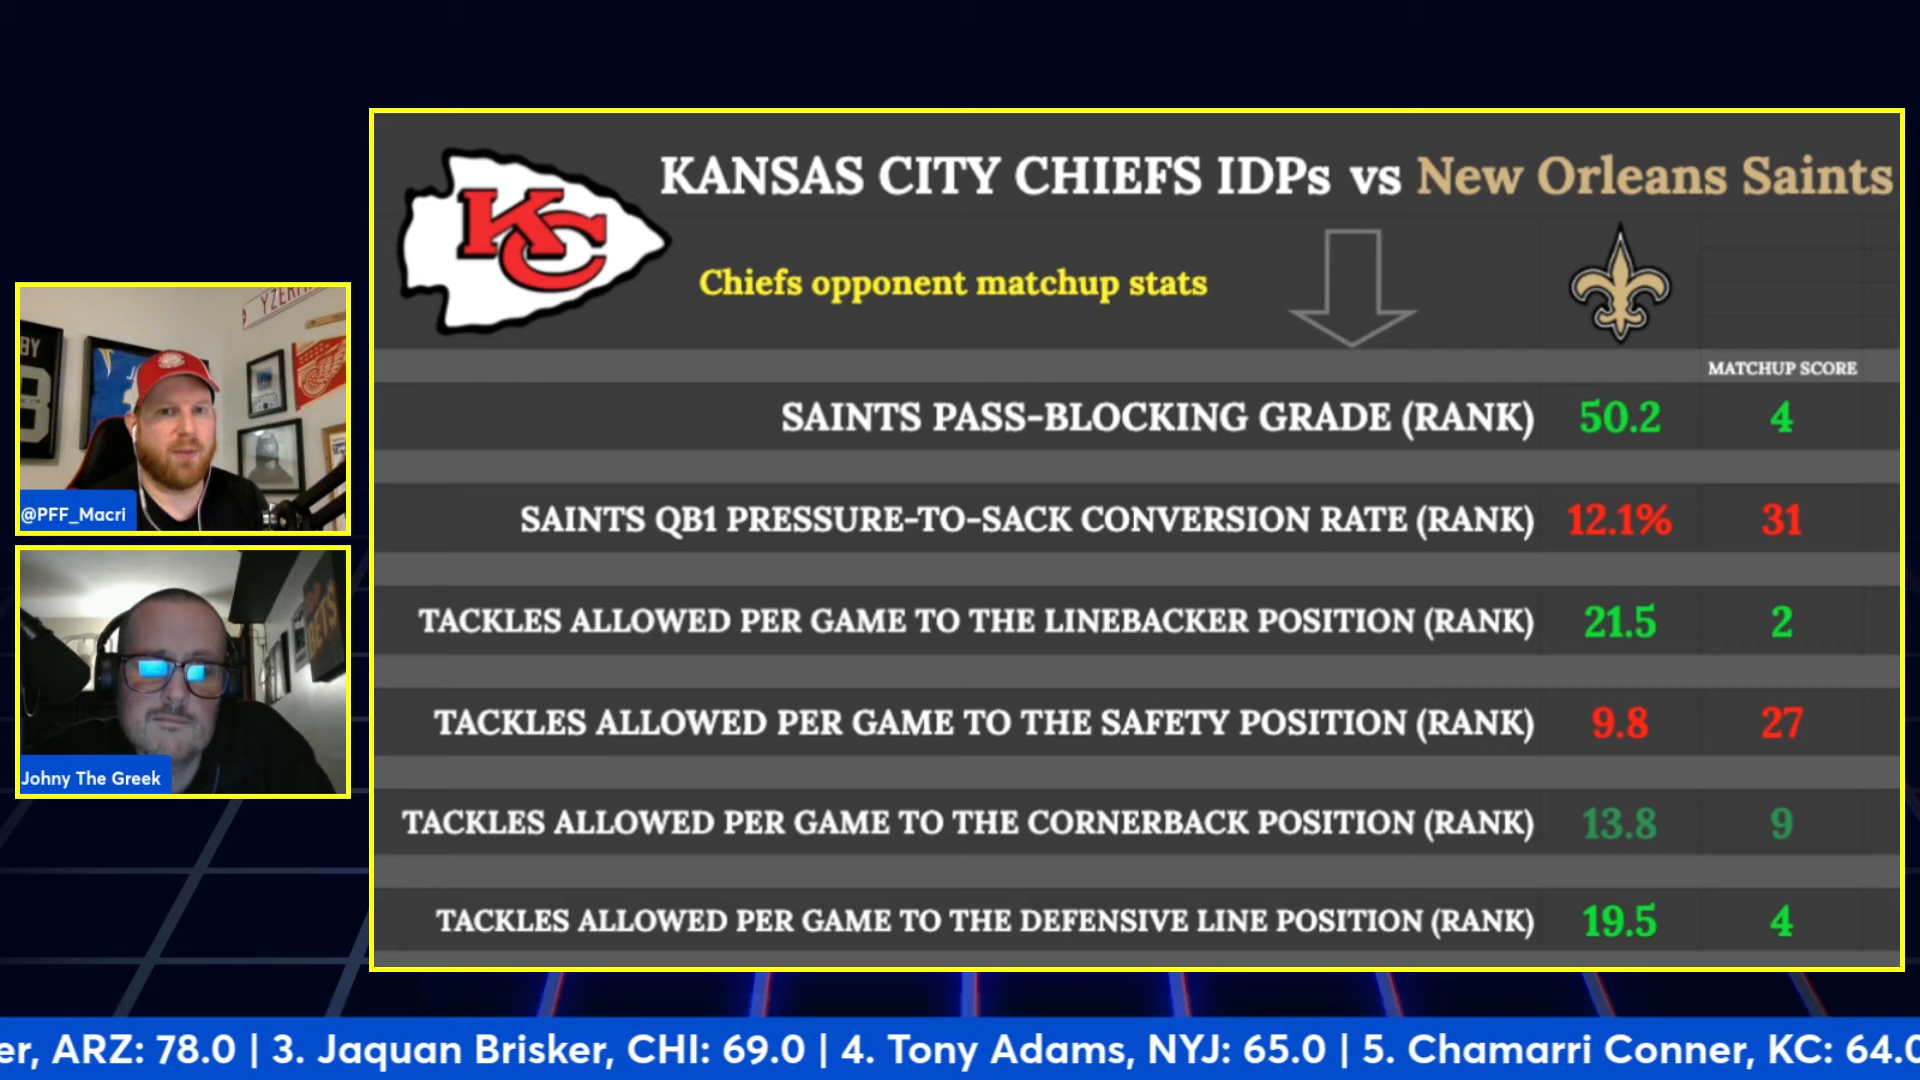 KANSAS CITY CHIEFS IDPs vs New Orleans Saints
KC
Chiefs opponent matchup stats
MATCHUP SCORE
SAINTS PASS-BLOCKING GRADE (RANK) 50.2 4
SAINTS QB1 PRESSURE-TO-SACK CONVERSION RATE (RANK) 12.1% 31
TACKLES ALLOWED PER GAME TO THE LINEBACKER POSITION (RANK) 21.5 2
TACKLES ALLOWED PER GAME TO THE SAFETY POSITION (RANK) 9.8 27
TACKLES ALLOWED PER GAME TO THE CORNERBACK POSITION (RANK) 13.8 9
TACKLES ALLOWED PER GAME TO THE DEFENSIVE LINE POSITION (RANK) 19.5 4
@PFF_Macri
BETS
Johny The Greek
er, ARZ: 78.0 | 3. Jaquan Brisker, CHI: 69.0 | 4. Tony Adams, NYJ: 65.0 | 5. Chamarri Conner, KC: 64.0